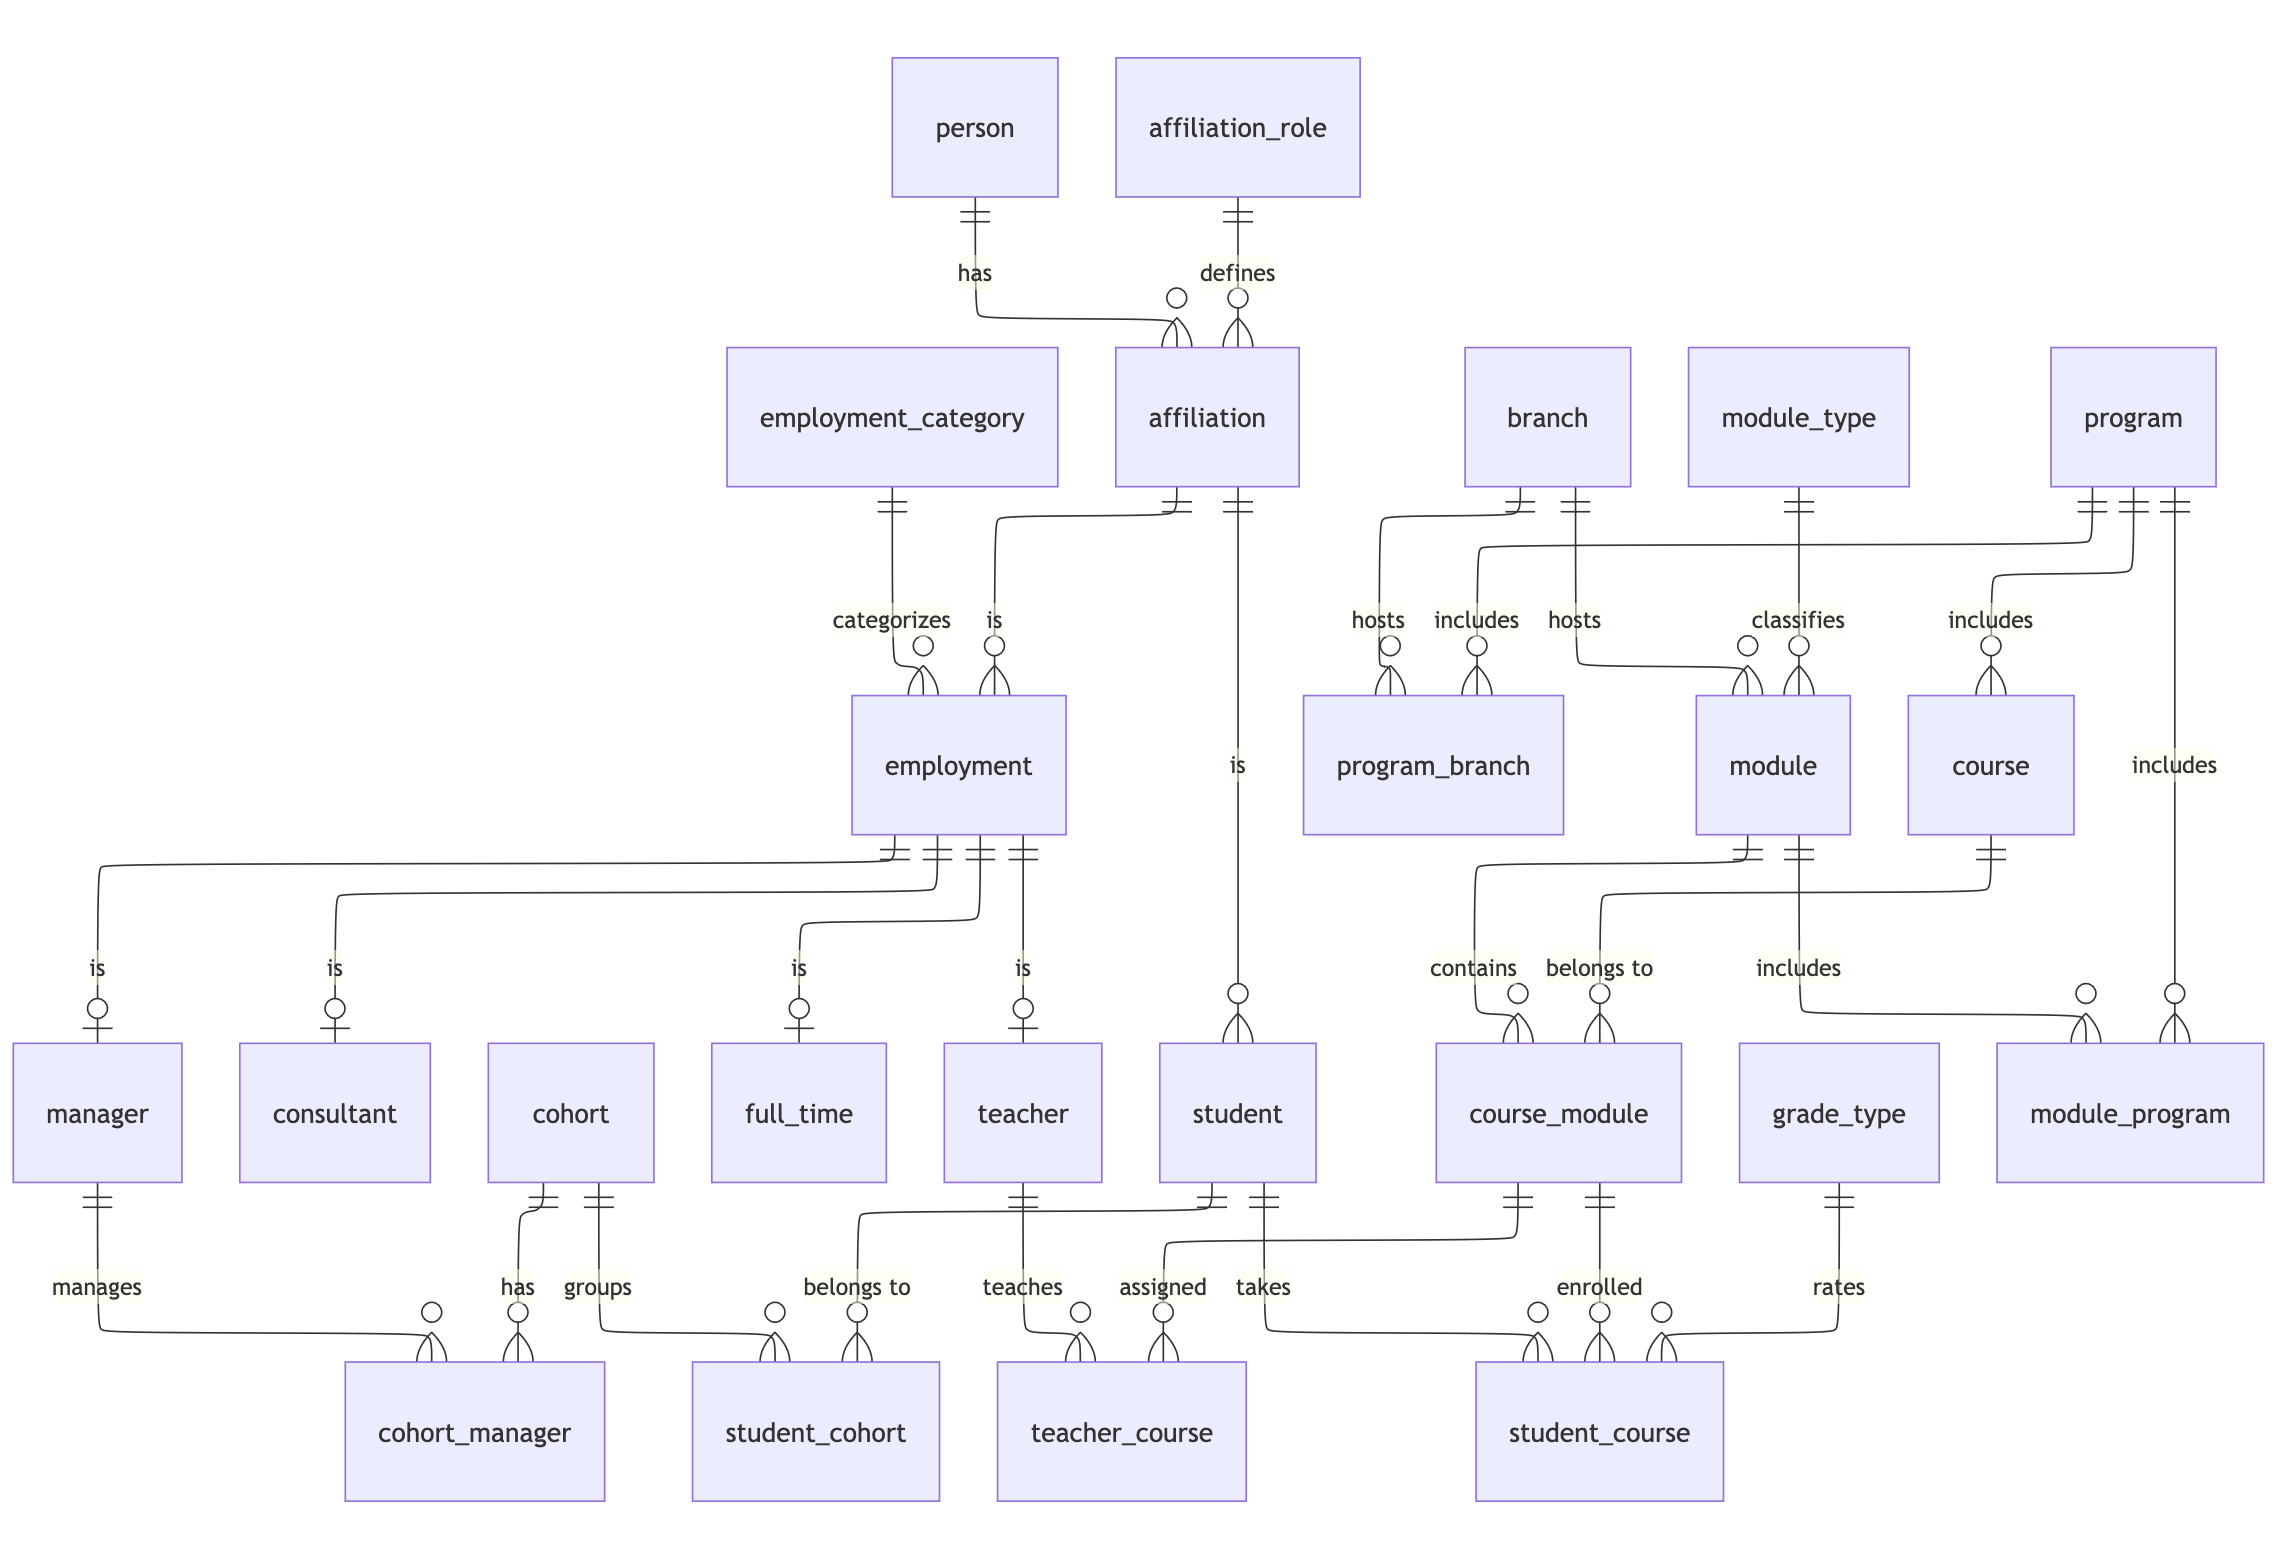 person
affiliation_role
has
defines
employment_category
affiliation
branch
module_type
program
categorizes
is
hosts
includes
hosts
classifies
includes
employment
is
program_branch
module
course
includes
is
is
is
is
contains
belongs to
includes
manager
consultant
cohort
full_time
teacher
student
course_module
grade_type
module_program
manages
has
groups
belongs to
teaches
assigned
takes
enrolled
rates
cohort_manager
student_cohort
teacher_course
student_course